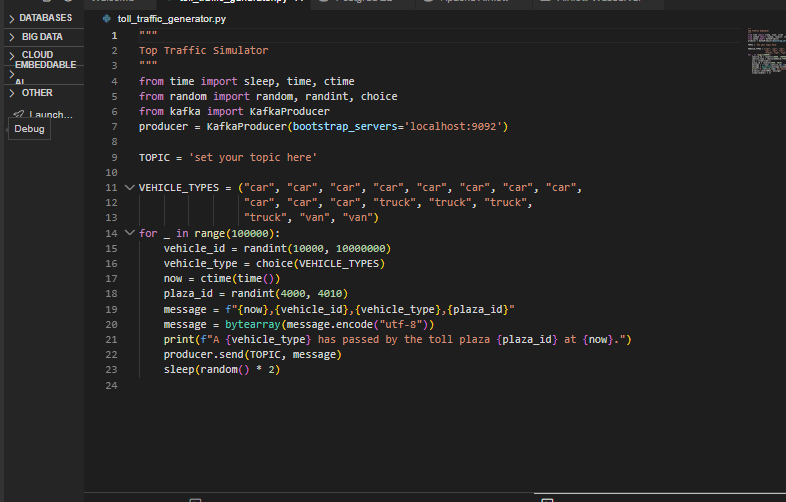 DATABASES
BIG DATA
CLOUD
EMBEDDABLE
AI
OTHER
Launch...
Debug
toll_traffic_generator.py
1 """
2 Top Traffic Simulator
3 """
4 from time import sleep, time, ctime
5 from random import random, randint, choice
6 from kafka import KafkaProducer
7 producer = KafkaProducer(bootstrap_servers='localhost:9092')
8
9 TOPIC = 'set your topic here'
10
11 VEHICLE_TYPES = ("car", "car", "car", "car", "car", "car", "car", "car",
12 "car", "car", "car", "truck", "truck", "truck",
13 "truck", "van", "van")
14 for _ in range(100000):
15 vehicle_id = randint(10000, 10000000)
16 vehicle_type = choice(VEHICLE_TYPES)
17 now = ctime(time())
18 plaza_id = randint(4000, 4010)
19 message = f"{now},{vehicle_id},{vehicle_type},{plaza_id}"
20 message = bytearray(message.encode("utf-8"))
21 print(f"A {vehicle_type} has passed by the toll plaza {plaza_id} at {now}.")
22 producer.send(TOPIC, message)
23 sleep(random() * 2)
24